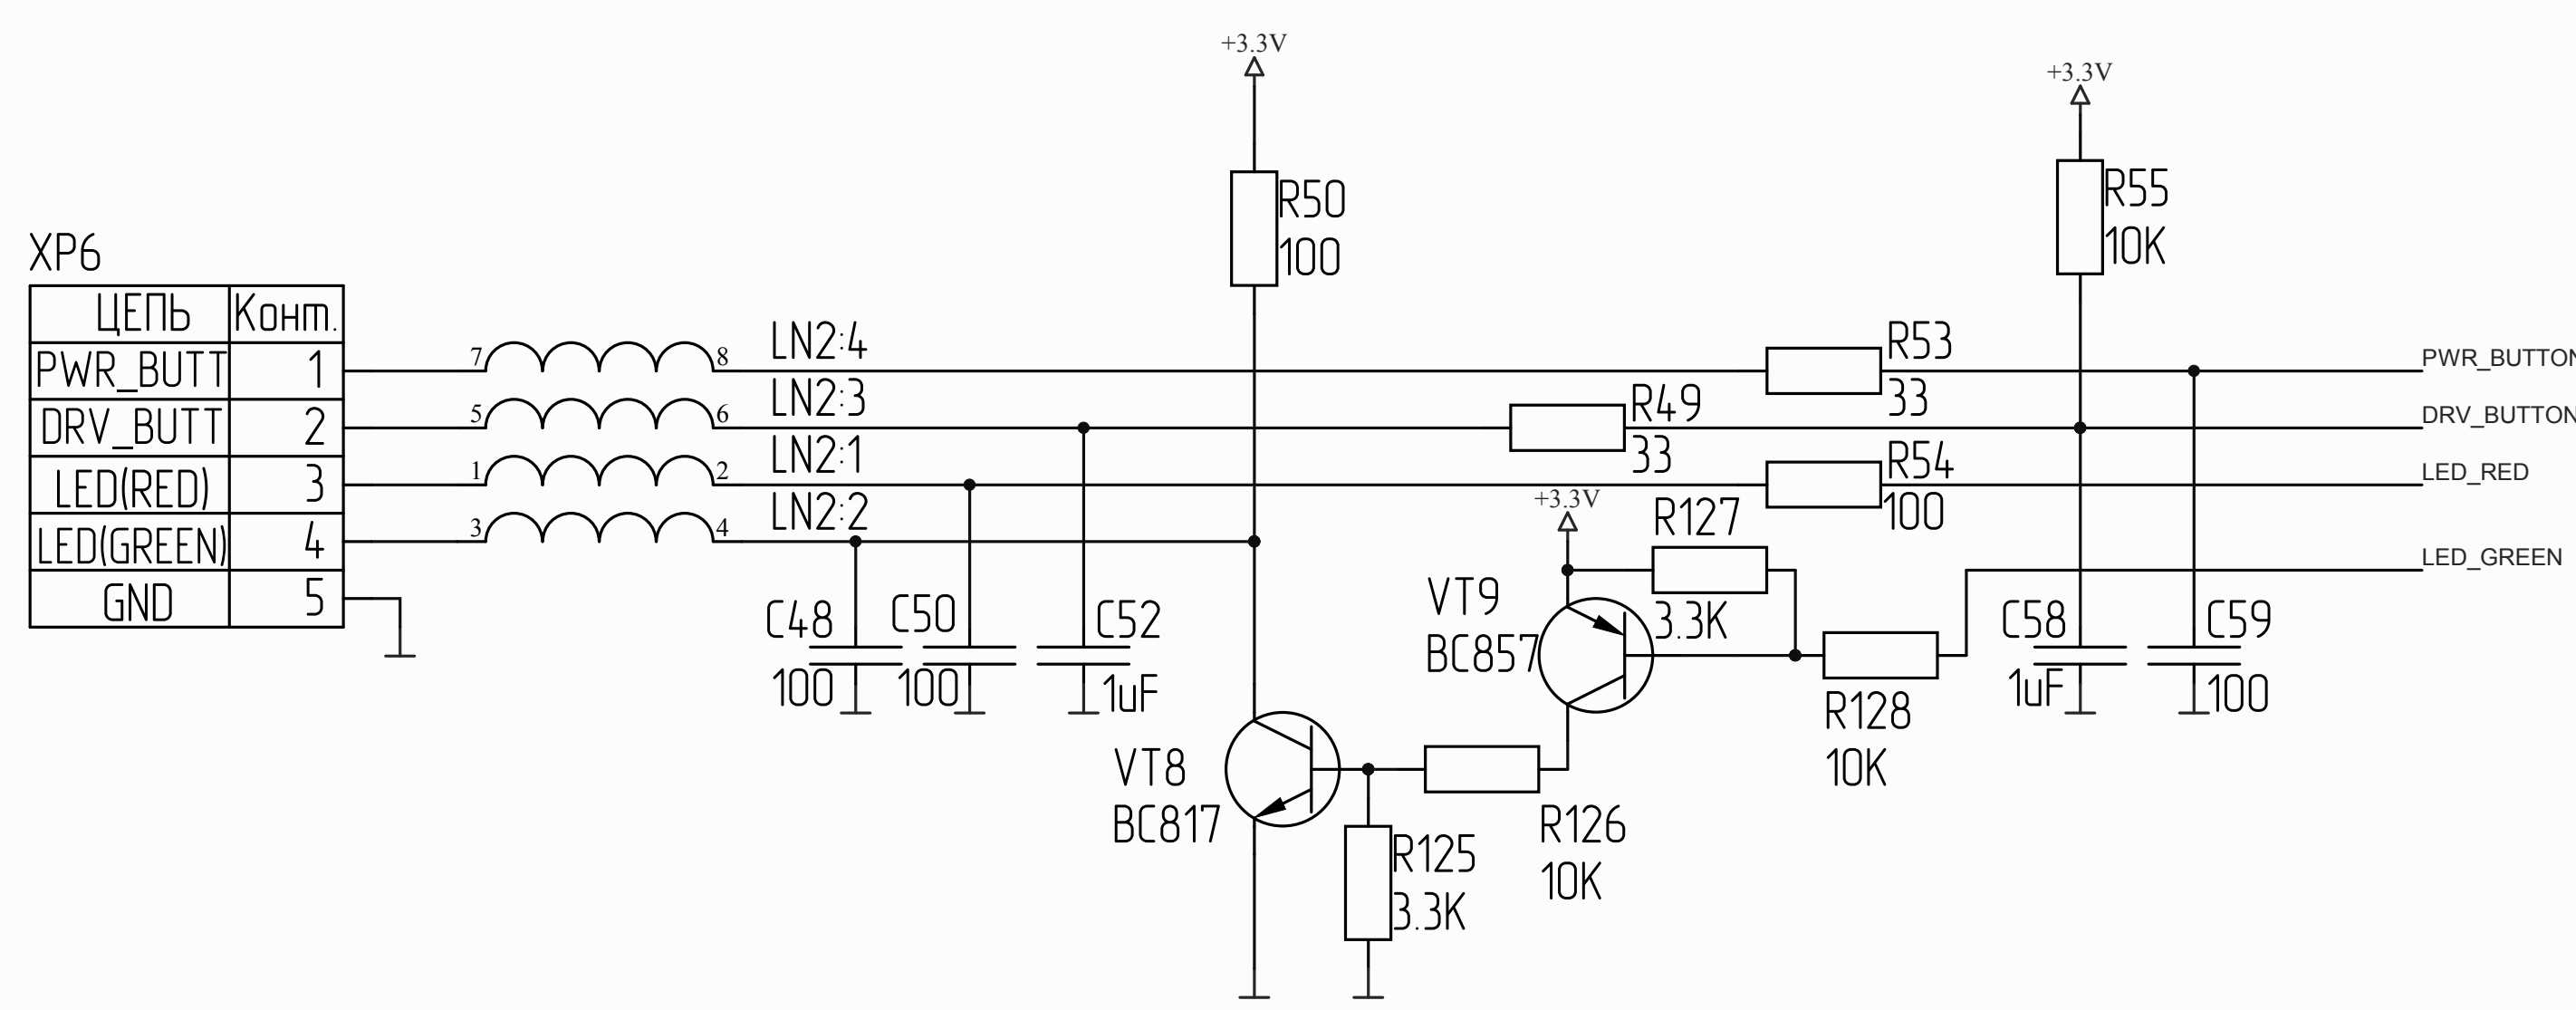 +3.3V
+3.3V
R50
100
R55
10K
XP6
ЦЕПЬ Конт.
PWR_BUTT 1
DRV_BUTT 2
LED(RED) 3
LED(GREEN) 4
GND 5
7 8 LN2:4
5 6 LN2:3
1 2 LN2:1
3 4 LN2:2
R53
33
R49
33
R54
100
PWR_BUTTON
DRV_BUTTON
LED_RED
LED_GREEN
+3.3V
R127
3.3K
VT9
BC857
C48
100
C50
100
C52
1uF
C58
1uF
C59
100
R128
10K
VT8
BC817
R126
10K
R125
3.3K